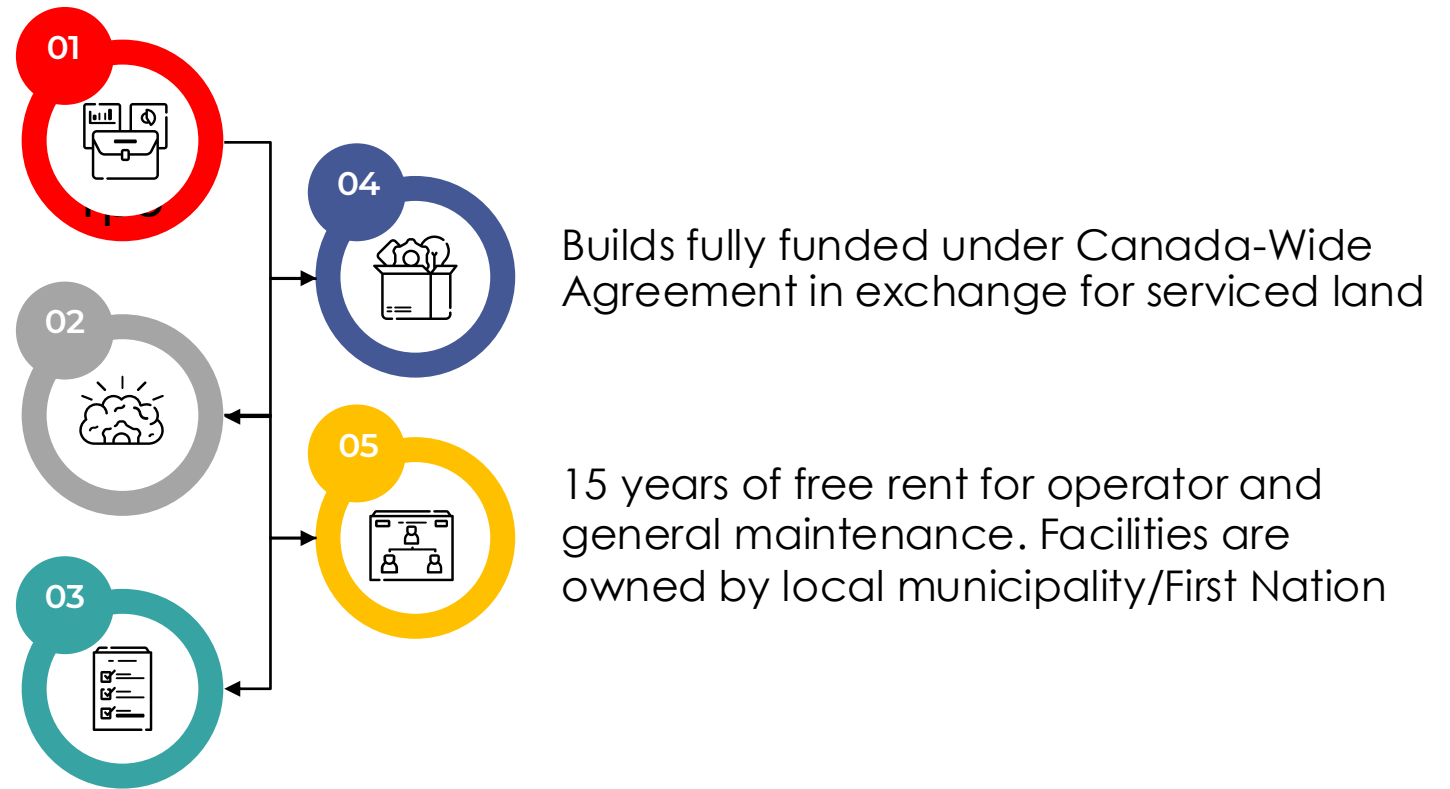 01
04
Builds fully funded under Canada-Wide
Agreement in exchange for serviced land
02
05
15 years of free rent for operator and
general maintenance. Facilities are
owned by local municipality/First Nation
03